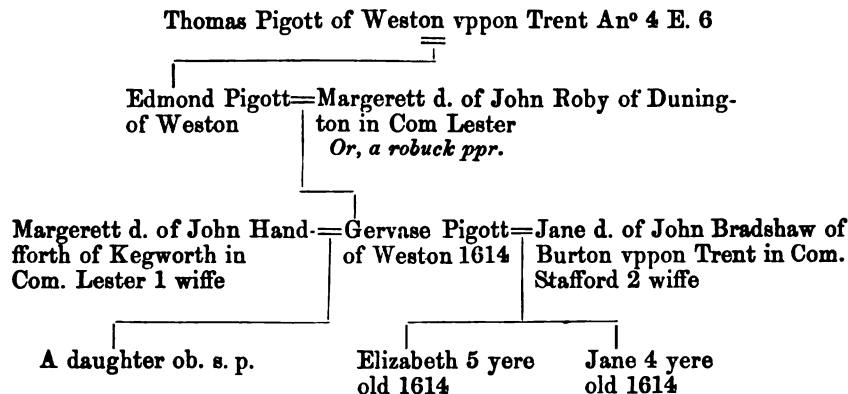 Thomas Pigott of Weston vppon Trent Anº 4 E. 6
Edmond Pigott=Margerett d. of John Roby of Duning-
of Weston ton in Com Lester
Or, a robuck ppr.
Margerett d. of John Hand-=Gervase Pigott=Jane d. of John Bradshaw of
fforth of Kegworth in of Weston 1614 Burton vppon Trent in Com.
Com. Lester 1 wiffe Stafford 2 wiffe
A daughter ob. s. p. Elizabeth 5 yere Jane 4 yere
old 1614 old 1614